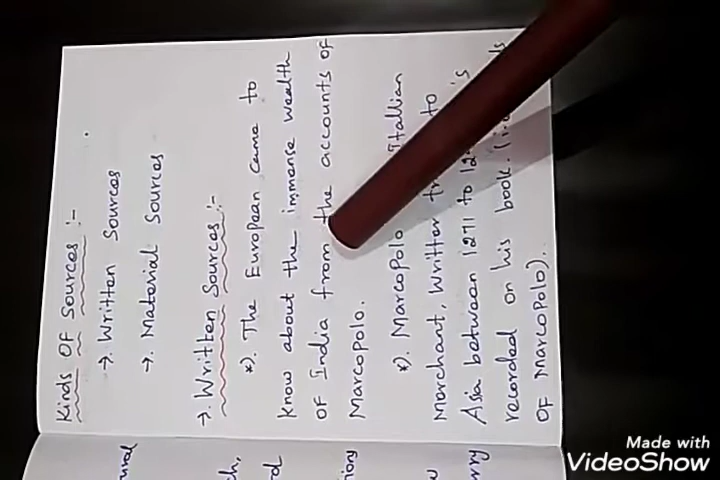 Kinds OF Sources :-
→. Written Sources
→. Material Sources
→. Written Sources :-
*). The European came to
know about the immense wealth
OF India from the accounts of
Marcopolo.
*). Marcopolo Itallian
Marchant, Writter to
Asia between 1271 to
recorded on his book.
OF Marcopolo).
Made with
VideoShow